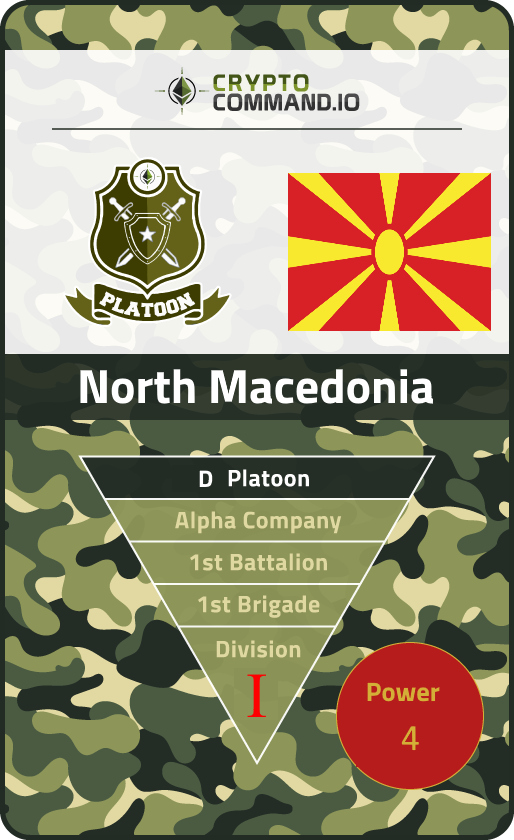 CRYPTO
COMMAND.IO
PLATOON
North Macedonia
D Platoon
Alpha Company
1st Battalion
1st Brigade
Division
I
Power
4